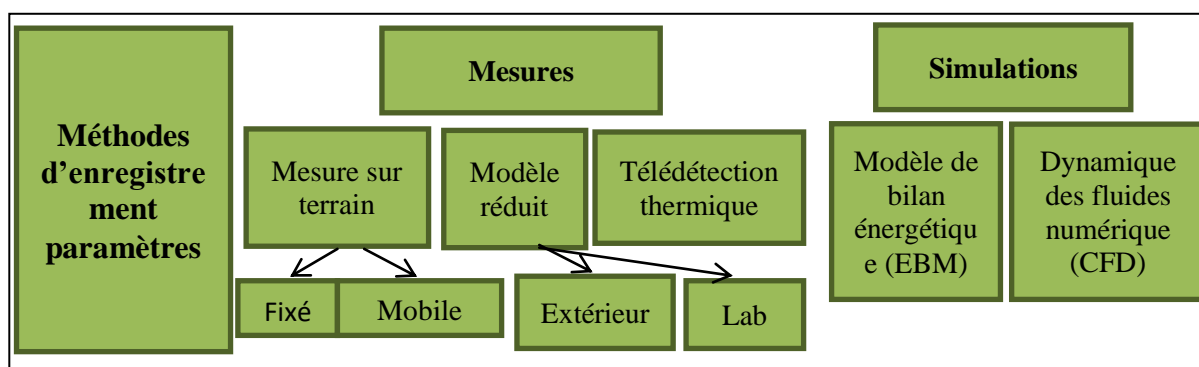 Méthodes
d'enregistre
ment
paramètres
Mesures
Simulations
Mesure sur
terrain
Modèle
réduit
Télédétection
thermique
Modèle de
bilan
énergétiqu
e (EBM)
Dynamique
des fluides
numérique
(CFD)
Fixé
Mobile
Extérieur
Lab